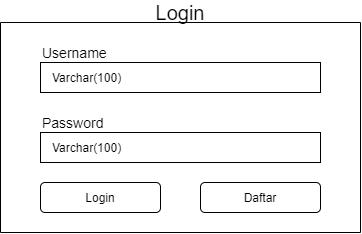 Login
Username
Varchar(100)
Password
Varchar(100)
Login Daftar